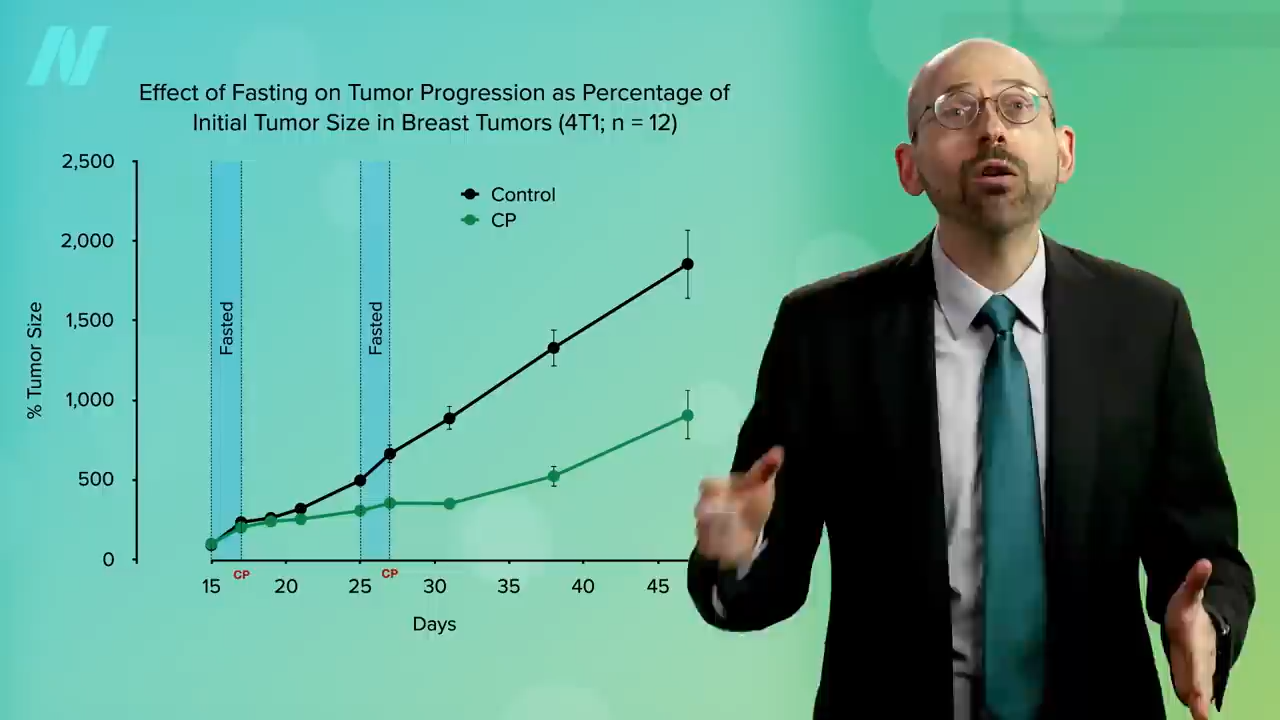 N
Effect of Fasting on Tumor Progression as Percentage of
Initial Tumor Size in Breast Tumors (4T1; n = 12)
% Tumor Size
2,500
2,000
1,500
1,000
500
0
Control
CP
Fasted
Fasted
CP
CP
15
20
25
30
35
40
45
Days